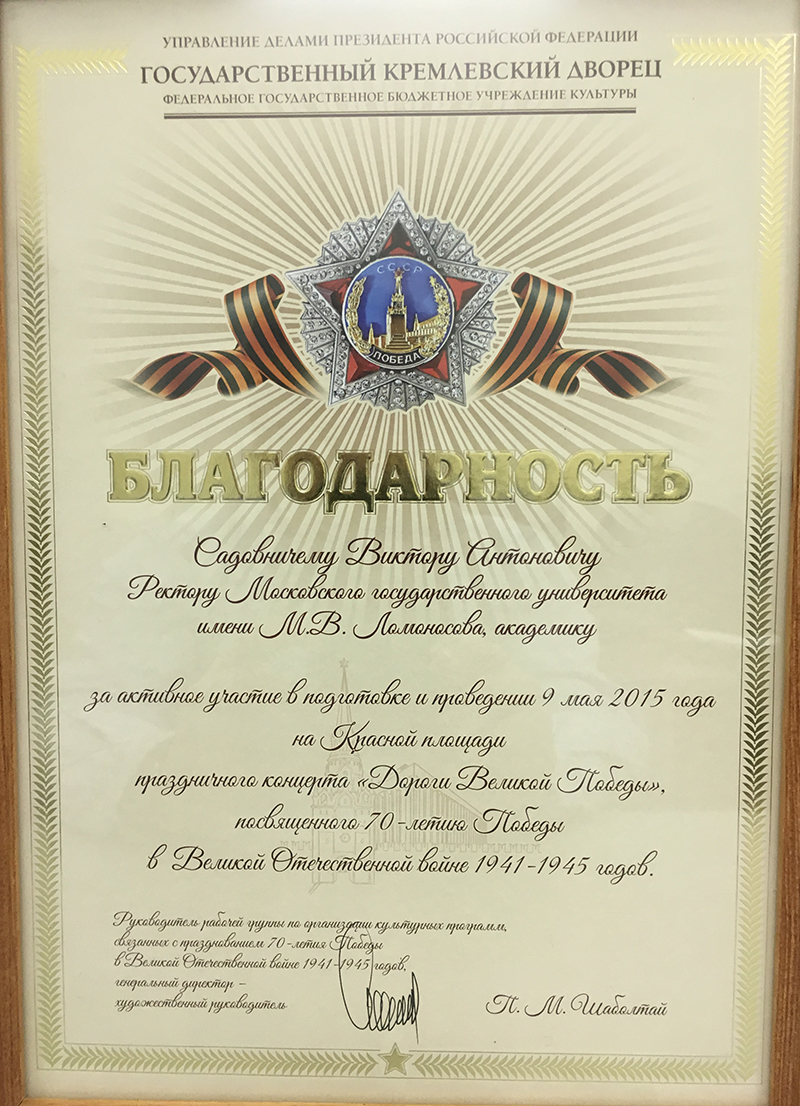 УПРАВЛЕНИЕ ДЕЛАМИ ПРЕЗИДЕНТА РОССИЙСКОЙ ФЕДЕРАЦИИ
ГОСУДАРСТВЕННЫЙ КРЕМЛЕВСКИЙ ДВОРЕЦ
ФЕДЕРАЛЬНОЕ ГОСУДАРСТВЕННОЕ БЮДЖЕТНОЕ УЧРЕЖДЕНИЕ КУЛЬТУРЫ
СССР
ПОБЕДА
БЛАГОДАРНОСТЬ
Садовничему Виктору Антоновичу
Ректору Московского государственного университета
имени М.В. Ломоносова, академику
за активное участие в подготовке и проведении 9 мая 2015 года
на Красной площади
праздничного концерта «Дороги Великой Победы»,
посвященного 70-летию Победы
в Великой Отечественной войне 1941-1945 годов.
Руководитель рабочей группы по организации культурных программ,
связанных с празднованием 70-летия Победы
в Великой Отечественной войне 1941-1945 годов,
генеральный директор –
художественный руководитель
П. М. Шаболтай